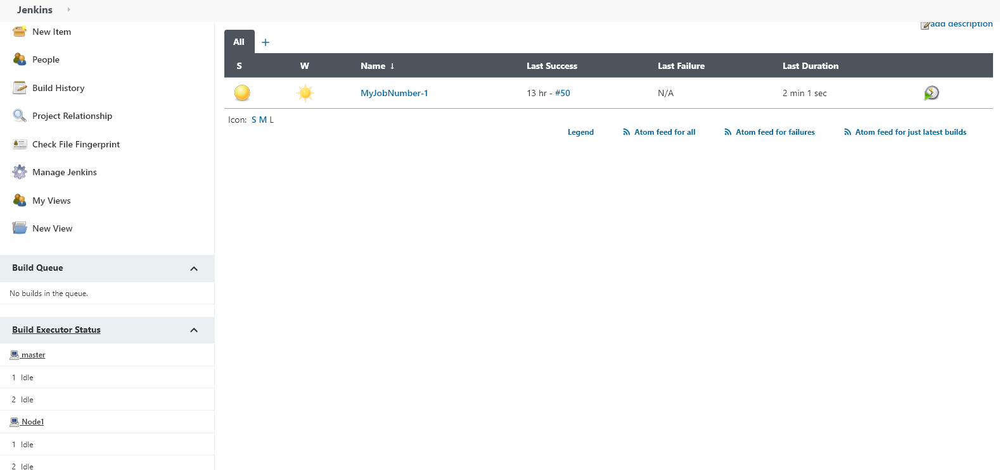 Jenkins
New Item
People
Build History
Project Relationship
Check File Fingerprint
Manage Jenkins
My Views
New View
Build Queue
No builds in the queue.
Build Executor Status
master
1 Idle
2 Idle
Node1
1 Idle
2 Idle
add description
All +
S W Name ↓ Last Success Last Failure Last Duration
MyJobNumber-1 13 hr - #50 N/A 2 min 1 sec
Icon: S M L
Legend Atom feed for all Atom feed for failures Atom feed for just latest builds